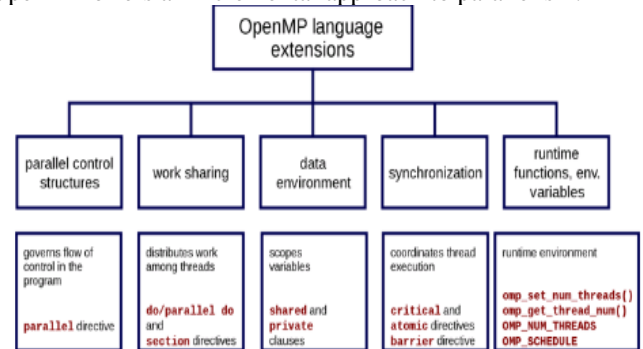 OpenMP language
extensions
parallel control
structures
work sharing
data
environment
synchronization
runtime
functions, env.
variables
governs flow of
control in the
program
parallel directive
distributes work
among threads
do/parallel do
and
section directives
scopes
variables
shared and
private
clauses
coordinates thread
execution
critical and
atomic directives
barrier directive
runtime environment
omp_set_num_threads()
omp_get_thread_num()
OMP_NUM_THREADS
OMP_SCHEDULE